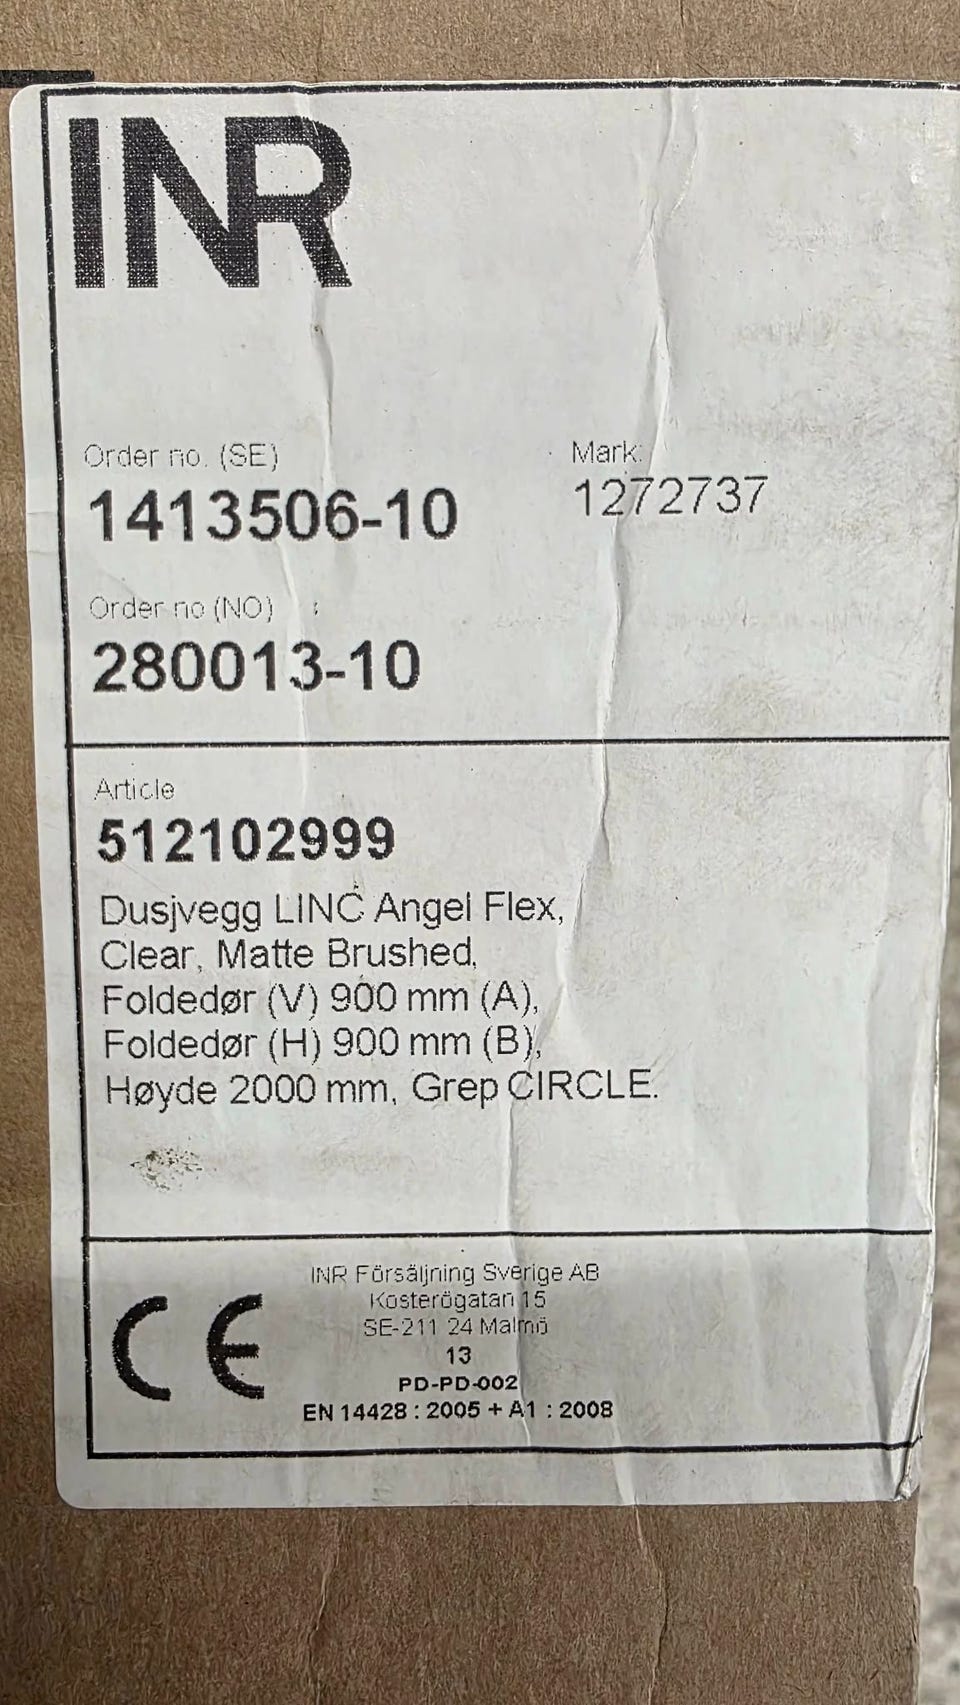 INR
Order no. (SE)
1413506-10
Mark:
1272737
Order no (NO) :
280013-10
Article
512102999
Dusjvegg LINC Angel Flex,
Clear, Matte Brushed,
Foldedør (V) 900 mm (A),
Foldedør (H) 900 mm (B),
Høyde 2000 mm, Grep CIRCLE.
CE
INR Försäljning Sverige AB
Kosterögatan 15
SE-211 24 Malmö
13
PD-PD-002
EN 14428 : 2005 + A1 : 2008